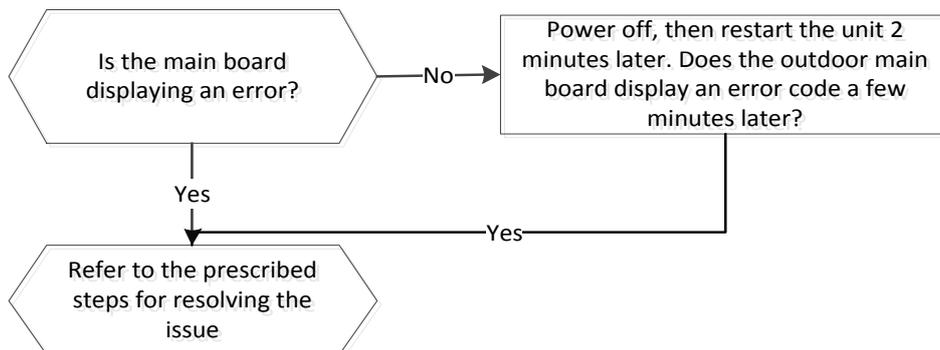 Is the main board
displaying an error?
No
Power off, then restart the unit 2
minutes later. Does the outdoor main
board display an error code a few
minutes later?
Yes
Yes
Refer to the prescribed
steps for resolving the
issue